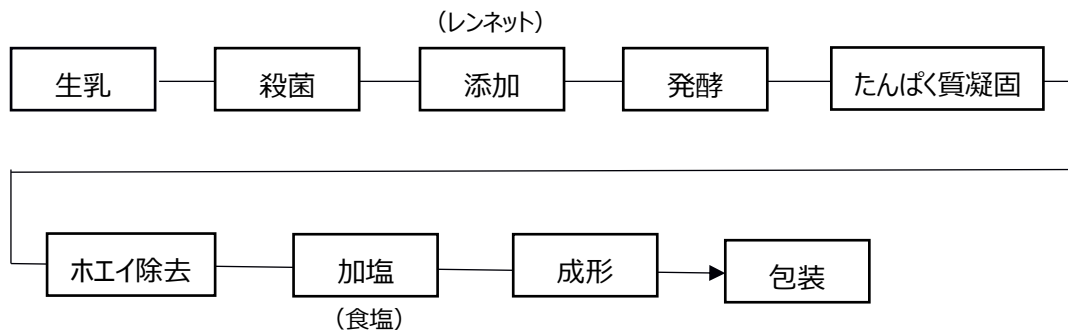 (レンネット)
生乳
殺菌
添加
発酵
たんぱく質凝固
ホエイ除去
加塩
成形
包装
(食塩)